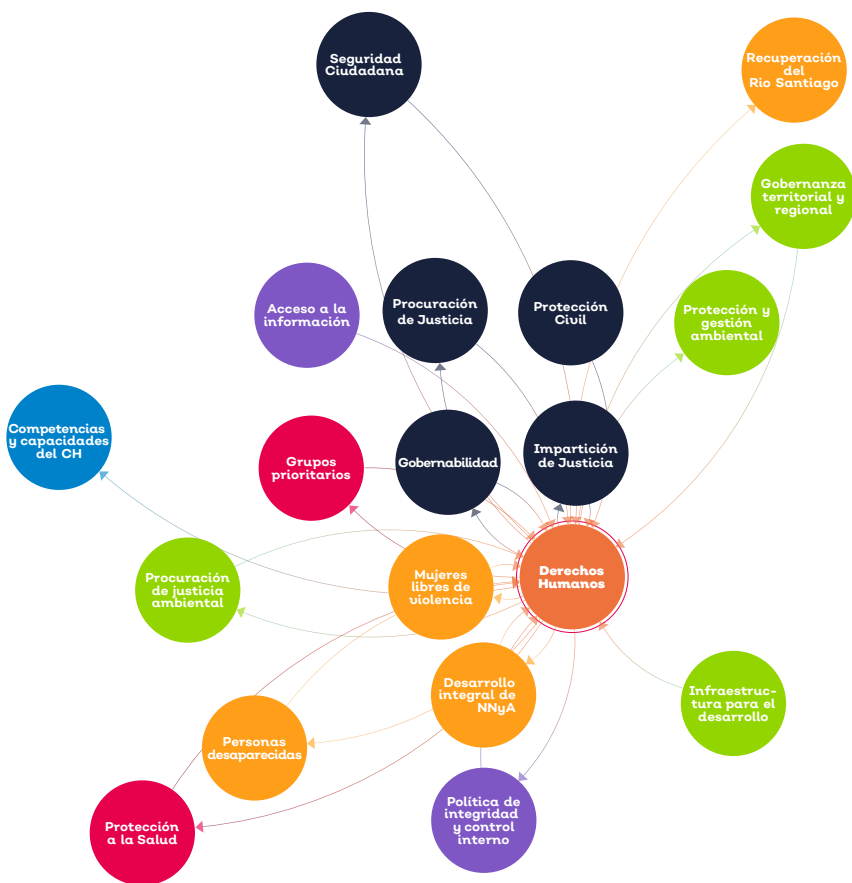 Seguridad
Ciudadana
Recuperación
del
Rio Santiago
Gobernanza
territorial y
regional
Acceso a la
información
Procuración
de Justicia
Protección
Civil
Protección y
gestión
ambiental
Competencias
y capacidades
del CH
Grupos
prioritarios
Gobernabilidad
Impartición
de Justicia
Procuración
de justicia
ambiental
Mujeres
libres de
violencia
Derechos
Humanos
Desarrollo
integral de
NNyA
Infraestruc-
tura para el
desarrollo
Personas
desaparecidas
Protección
a la Salud
Política de
integridad
y control
interno